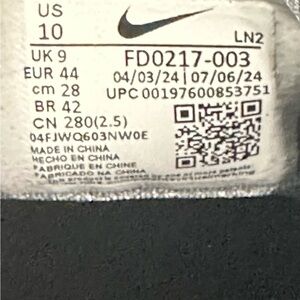 US
10
LN2
UK 9
FD0217-003
EUR 44
04/03/24 | 07/06/24
cm 28
UPC 00197600853751
BR 42
CN 280(2.5)
04FJWQ603NW0E
MADE IN CHINA
HECHO EN CHINA
FABRIQUE EN CHINE
FABRICADO NA CHINA